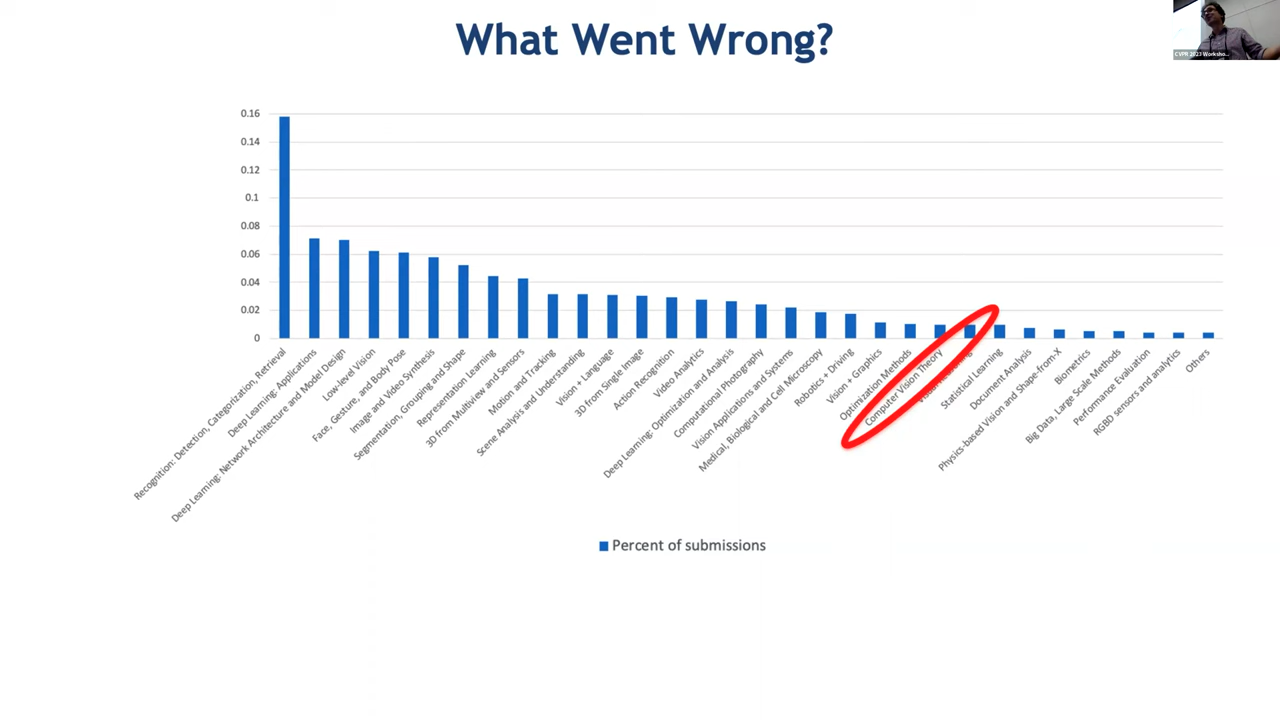 What Went Wrong?
CVPR 2023 Worksho...
0.16
0.14
0.12
0.1
0.08
0.06
0.04
0.02
0
Recognition: Detection, Categorization, Retrieval
Deep Learning: Applications
Deep Learning: Network Architecture and Model Design
Low-level Vision
Face, Gesture, and Body Pose
Image and Video Synthesis
Segmentation, Grouping and Shape
Representation Learning
3D from Multiview and Sensors
Motion and Tracking
Scene Analysis and Understanding
Vision + Language
3D from Single Image
Action Recognition
Video Analytics
Deep Learning: Optimization and Analysis
Computational Photography
Vision Applications and Systems
Medical, Biological and Cell Microscopy
Robotics + Driving
Vision + Graphics
Optimization Methods
Computer Vision Theory
Statistical Learning
Document Analysis
Physics-based Vision and Shape-from-X
Biometrics
Big Data, Large Scale Methods
Performance Evaluation
RGBD sensors and analytics
Others
Percent of submissions